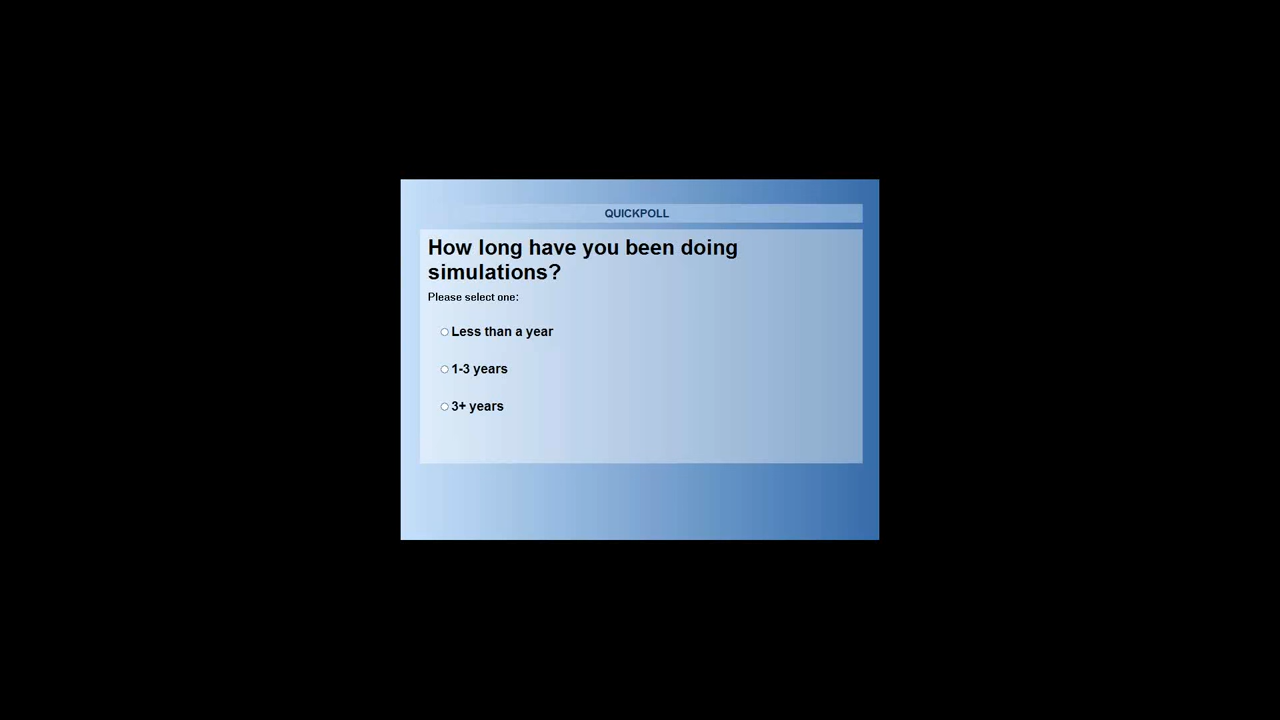 QUICKPOLL
How long have you been doing
simulations?
Please select one:
Less than a year
1-3 years
3+ years